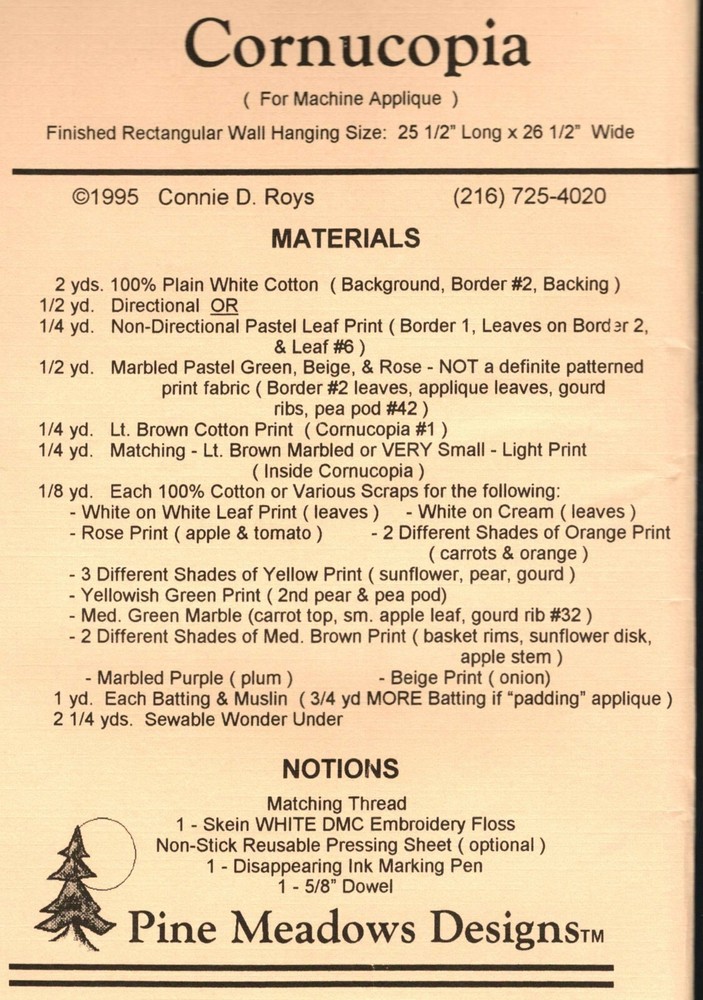 Cornucopia
( For Machine Applique )
Finished Rectangular Wall Hanging Size: 25 1/2” Long x 26 1/2” Wide
©1995 Connie D. Roys (216) 725-4020
MATERIALS
2 yds. 100% Plain White Cotton ( Background, Border #2, Backing )
1/2 yd. Directional OR
1/4 yd. Non-Directional Pastel Leaf Print ( Border 1, Leaves on Border 2,
& Leaf #6 )
1/2 yd. Marbled Pastel Green, Beige, & Rose - NOT a definite patterned
print fabric ( Border #2 leaves, applique leaves, gourd
ribs, pea pod #42 )
1/4 yd. Lt. Brown Cotton Print ( Cornucopia #1 )
1/4 yd. Matching - Lt. Brown Marbled or VERY Small - Light Print
( Inside Cornucopia )
1/8 yd. Each 100% Cotton or Various Scraps for the following:
- White on White Leaf Print ( leaves ) - White on Cream ( leaves )
- Rose Print ( apple & tomato ) - 2 Different Shades of Orange Print
( carrots & orange )
- 3 Different Shades of Yellow Print ( sunflower, pear, gourd )
- Yellowish Green Print ( 2nd pear & pea pod)
- Med. Green Marble (carrot top, sm. apple leaf, gourd rib #32 )
- 2 Different Shades of Med. Brown Print ( basket rims, sunflower disk,
apple stem )
- Marbled Purple ( plum ) - Beige Print ( onion)
1 yd. Each Batting & Muslin ( 3/4 yd MORE Batting if “padding” applique )
2 1/4 yds. Sewable Wonder Under
NOTIONS
Matching Thread
1 - Skein WHITE DMC Embroidery Floss
Non-Stick Reusable Pressing Sheet ( optional )
1 - Disappearing Ink Marking Pen
1 - 5/8” Dowel
Pine Meadows Designs™